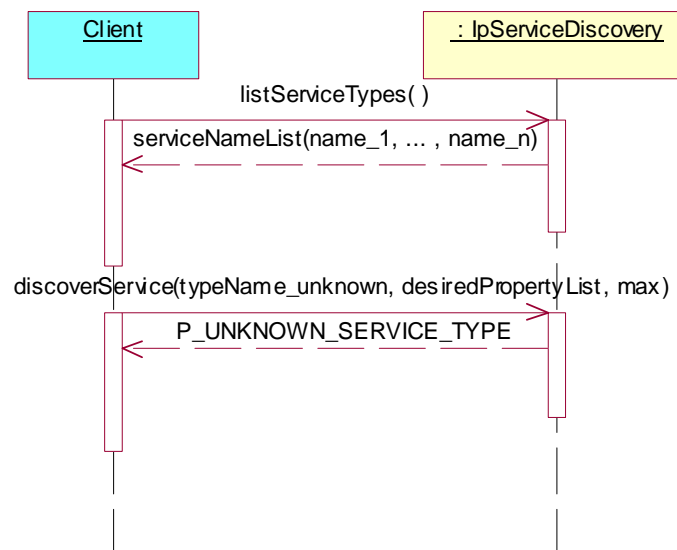 Client
: IpServiceDiscovery
listServiceTypes( )
serviceNameList(name_1, ... , name_n)
discoverService(typeName_unknown, desiredPropertyList, max)
P_UNKNOWN_SERVICE_TYPE